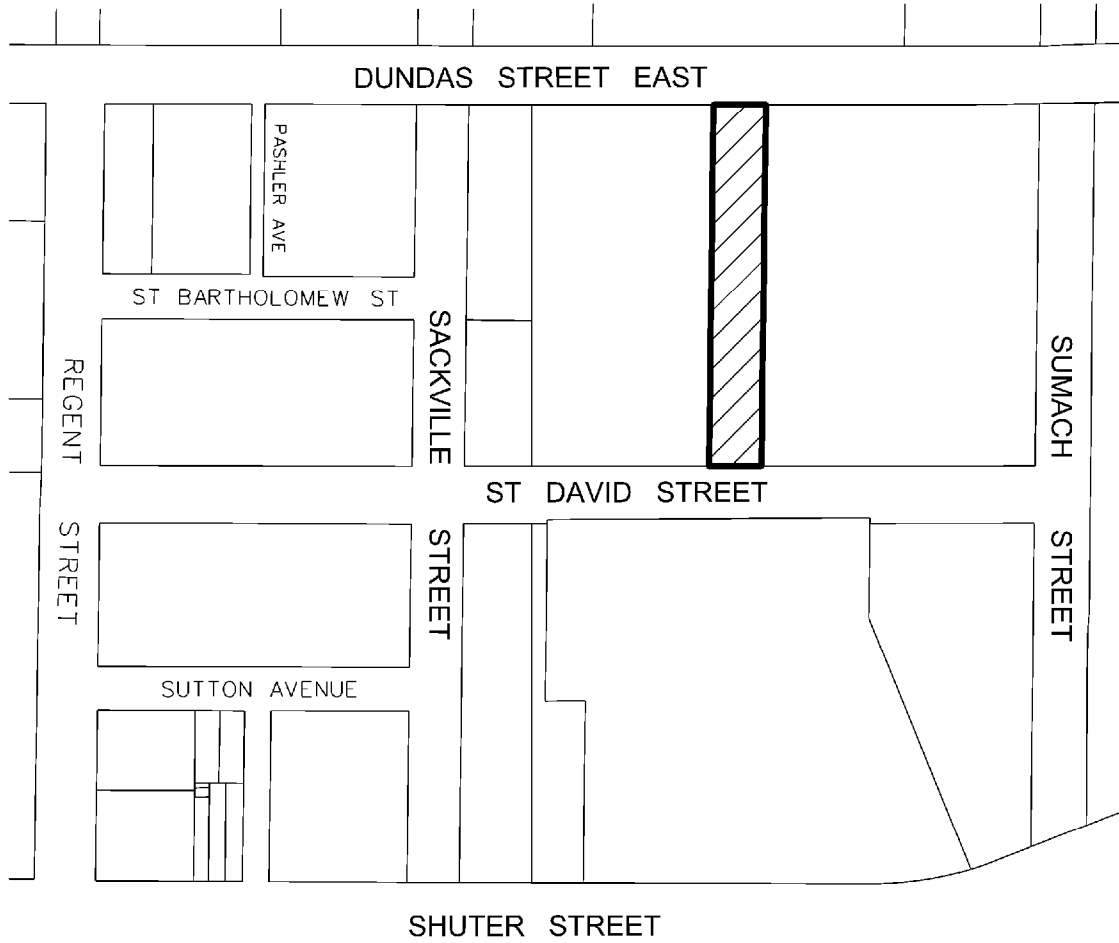 DUNDAS STREET EAST
PASHLER AVE
ST BARTHOLOMEW ST
REGENT STREET
SACKVILLE STREET
SUMACH STREET
ST DAVID STREET
SUTTON AVENUE
SHUTER STREET